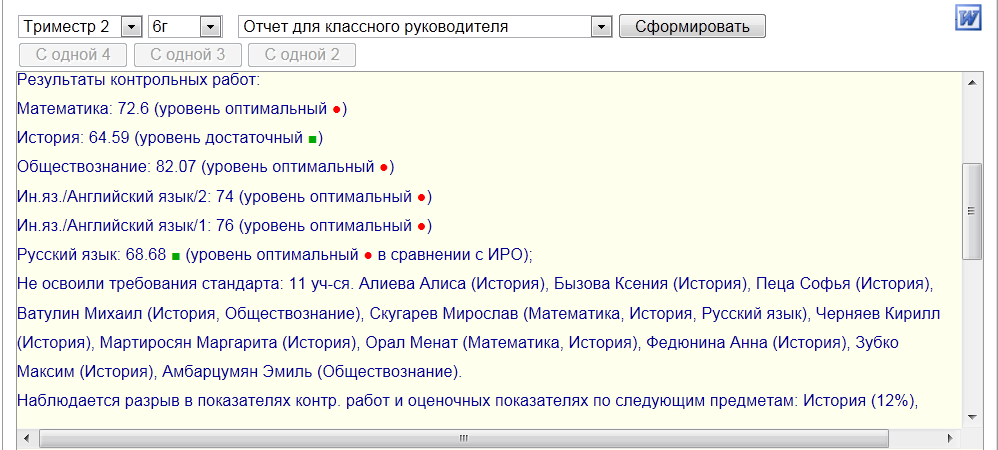 Триместр 2 6г Отчет для классного руководителя Сформировать
С одной 4 С одной 3 С одной 2
Результаты контрольных работ:
Математика: 72.6 (уровень оптимальный ●)
История: 64.59 (уровень достаточный ■)
Обществознание: 82.07 (уровень оптимальный ●)
Ин.яз./Английский язык/2: 74 (уровень оптимальный ●)
Ин.яз./Английский язык/1: 76 (уровень оптимальный ●)
Русский язык: 68.68 ■ (уровень оптимальный ● в сравнении с ИРО);
Не освоили требования стандарта: 11 уч-ся. Алиева Алиса (История), Бызова Ксения (История), Пеца Софья (История),
Ватулин Михаил (История, Обществознание), Скугарев Мирослав (Математика, История, Русский язык), Черняев Кирилл
(История), Мартиросян Маргарита (История), Орал Менат (Математика, История), Федюнина Анна (История), Зубко
Максим (История), Амбарцумян Эмиль (Обществознание).
Наблюдается разрыв в показателях контр. работ и оценочных показателях по следующим предметам: История (12%),